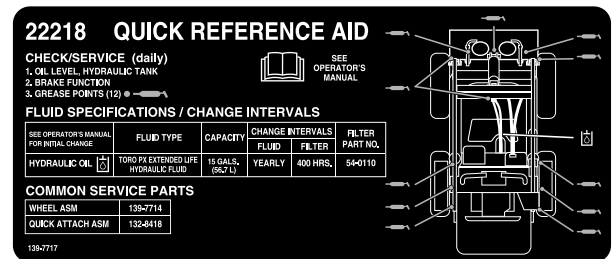 22218 QUICK REFERENCE AID
CHECK/SERVICE (daily)
1. OIL LEVEL, HYDRAULIC TANK
2. BRAKE FUNCTION
3. GREASE POINTS (12)
SEE
OPERATOR'S
MANUAL
FLUID SPECIFICATIONS / CHANGE INTERVALS
SEE OPERATOR'S MANUAL
FOR INITIAL CHANGE
FLUID TYPE
CAPACITY
CHANGE INTERVALS
FLUID
FILTER
FILTER
PART NO.
HYDRAULIC OIL
TORO PX EXTENDED LIFE
HYDRAULIC FLUID
15 GALS.
(56.7 L)
YEARLY
400 HRS.
54-0110
COMMON SERVICE PARTS
WHEEL ASM 139-7714
QUICK ATTACH ASM 132-8418
139-7717